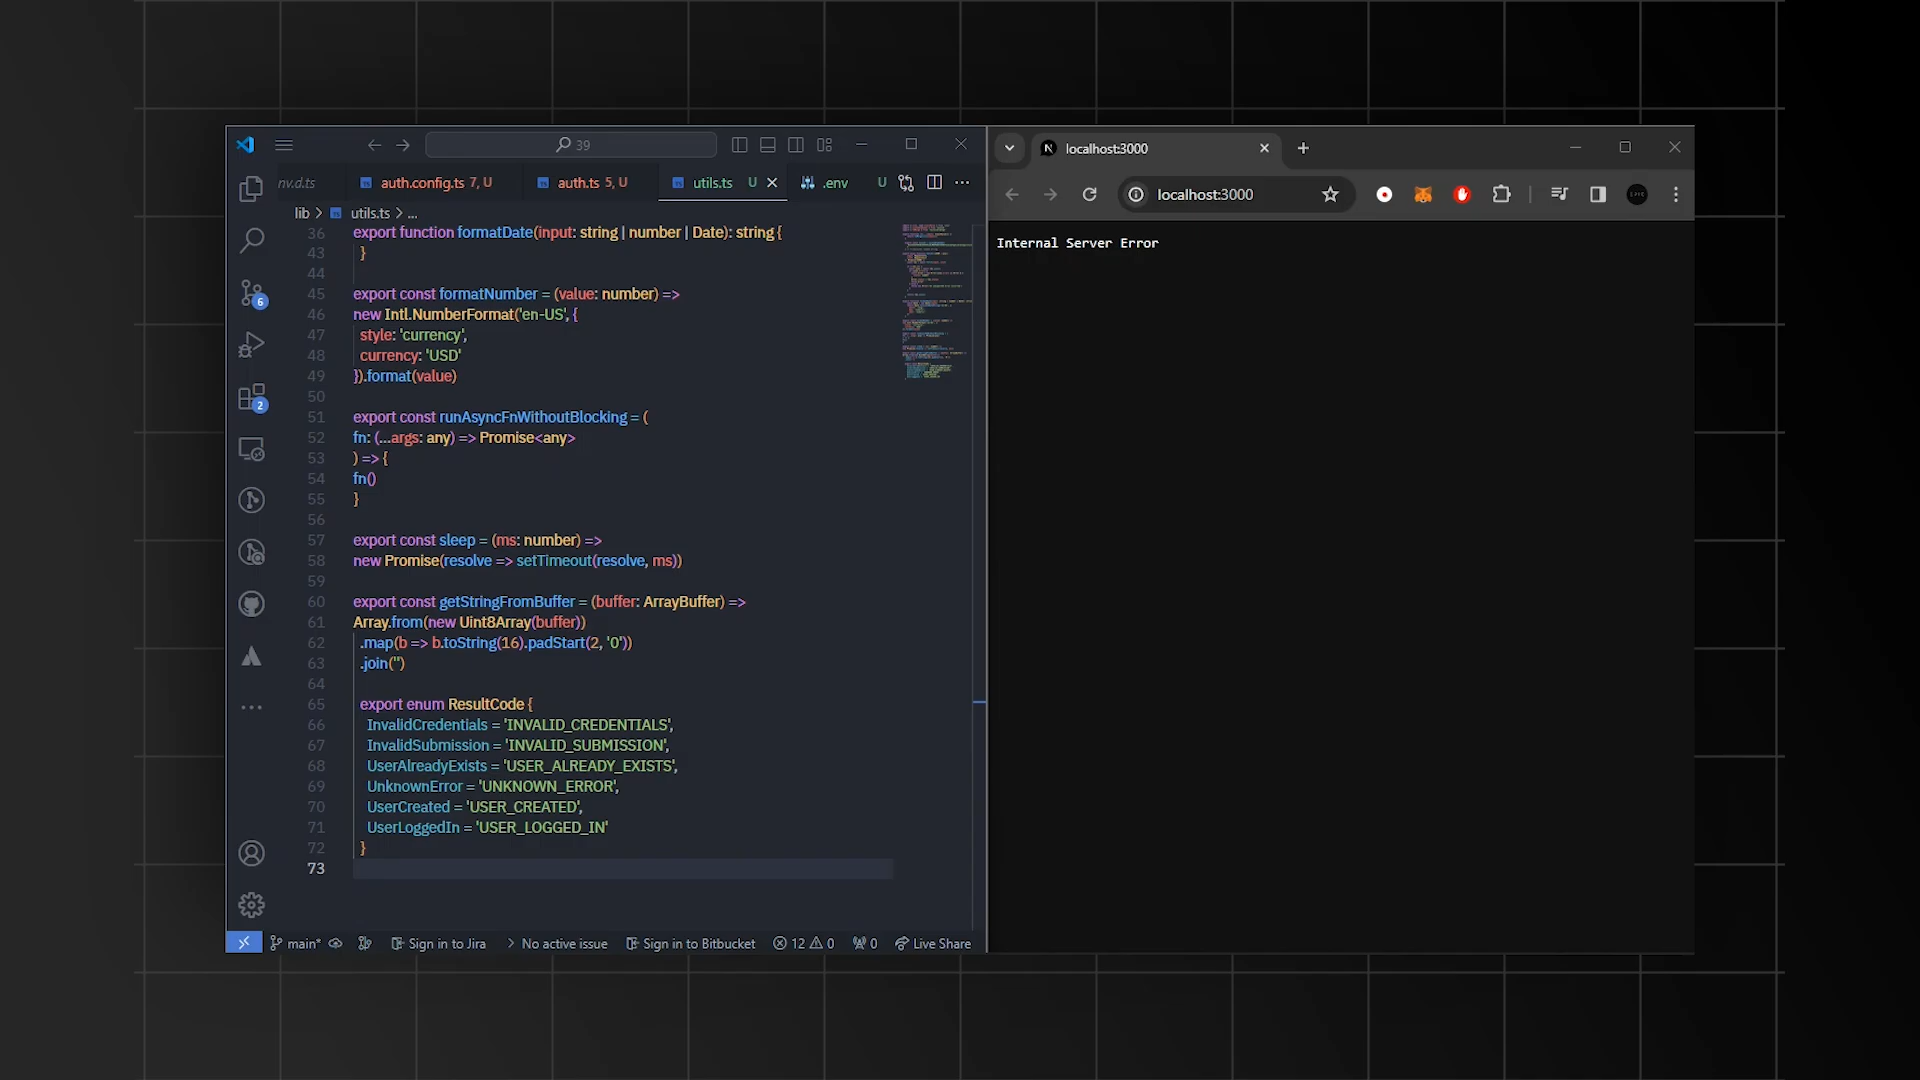 39
nv.d.ts
auth.config.ts 7, U
auth.ts 5, U
utils.ts U
.env U
lib > utils.ts > ...
36 export function formatDate(input: string | number | Date): string {
43 }
44
45 export const formatNumber = (value: number) =>
46 new Intl.NumberFormat('en-US', {
47 style: 'currency',
48 currency: 'USD'
49 }).format(value)
50
51 export const runAsyncFnWithoutBlocking = (
52 fn: (...args: any) => Promise<any>
53 ) => {
54 fn()
55 }
56
57 export const sleep = (ms: number) =>
58 new Promise(resolve => setTimeout(resolve, ms))
59
60 export const getStringFromBuffer = (buffer: ArrayBuffer) =>
61 Array.from(new Uint8Array(buffer))
62 .map(b => b.toString(16).padStart(2, '0'))
63 .join('')
64
65 export enum ResultCode {
66 InvalidCredentials = 'INVALID_CREDENTIALS',
67 InvalidSubmission = 'INVALID_SUBMISSION',
68 UserAlreadyExists = 'USER_ALREADY_EXISTS',
69 UnknownError = 'UNKNOWN_ERROR',
70 UserCreated = 'USER_CREATED',
71 UserLoggedIn = 'USER_LOGGED_IN'
72 }
73
6
2
main* Sign in to Jira > No active issue Sign in to Bitbucket 12 0 0 Live Share
localhost:3000
localhost:3000
Internal Server Error